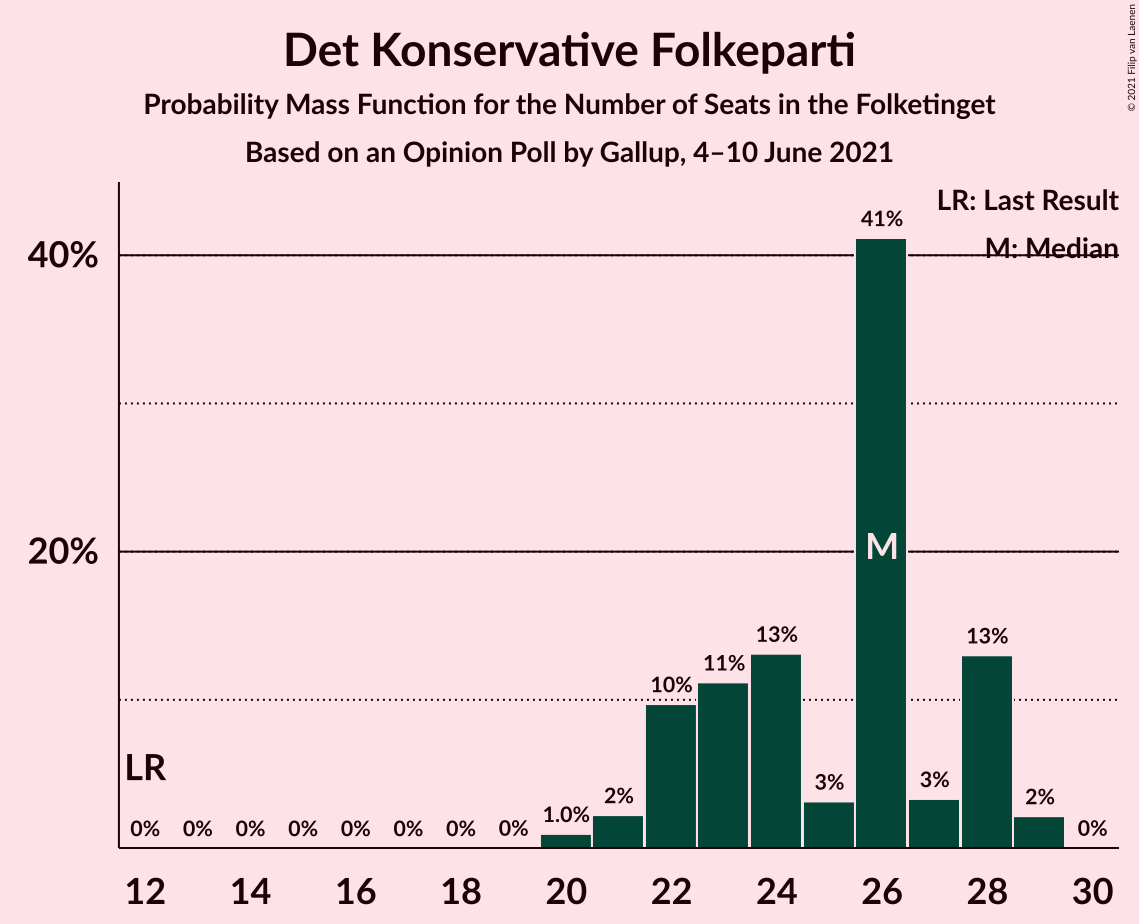 Det Konservative Folkeparti
Probability Mass Function for the Number of Seats in the Folketinget
Based on an Opinion Poll by Gallup, 4–10 June 2021
© 2021 Filip van Laenen
LR: Last Result
M: Median
40%
20%
41%
M
13%
13%
11%
10%
3%
3%
2%
2%
1.0%
LR
0% 0% 0% 0% 0% 0% 0% 0% 0%
12 14 16 18 20 22 24 26 28 30